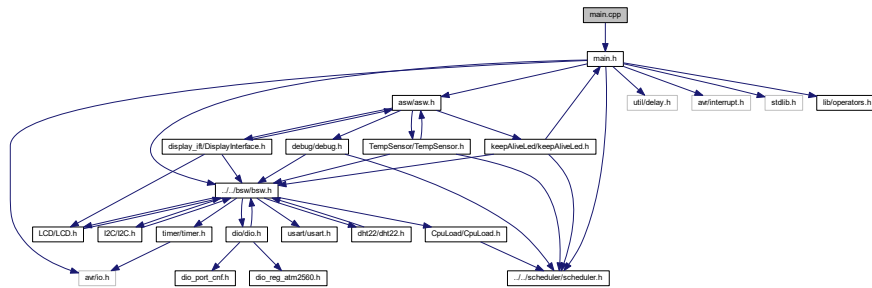 main.cpp
main.h
asw/asw.h
util/delay.h
avr/interrupt.h
stdlib.h
lib/operators.h
display_ift/DisplayInterface.h
debug/debug.h
TempSensor/TempSensor.h
keepAliveLed/keepAliveLed.h
../../bsw/bsw.h
LCD/LCD.h
I2C/I2C.h
timer/timer.h
dio/dio.h
usart/usart.h
dht22/dht22.h
CpuLoad/CpuLoad.h
avr/io.h
dio_port_cnf.h
dio_reg_atm2560.h
../../scheduler/scheduler.h